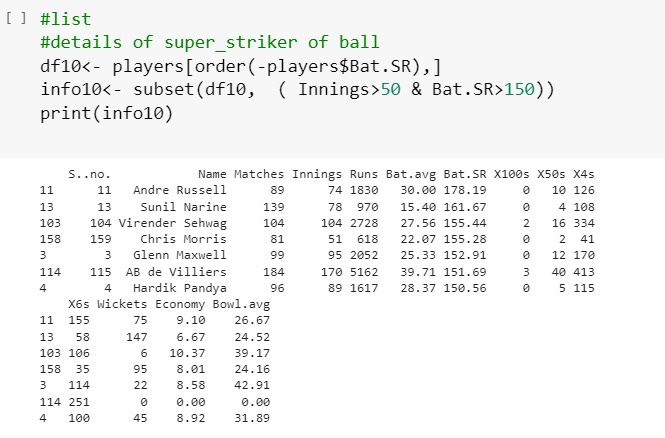 [ ] #list
#details of super_striker of ball
df10<- players[order(-players$Bat.SR),]
info10<- subset(df10,  ( Innings>50 & Bat.SR>150))
print(info10)
S..no. Name Matches Innings Runs Bat.avg Bat.SR X100s X50s X4s
11 11 Andre Russell 89 74 1830 30.00 178.19 0 10 126
13 13 Sunil Narine 139 78 970 15.40 161.67 0 4 108
103 104 Virender Sehwag 104 104 2728 27.56 155.44 2 16 334
158 159 Chris Morris 81 51 618 22.07 155.28 0 2 41
3 3 Glenn Maxwell 99 95 2052 25.33 152.91 0 12 170
114 115 AB de Villiers 184 170 5162 39.71 151.69 3 40 413
4 4 Hardik Pandya 96 89 1617 28.37 150.56 0 5 115
X6s Wickets Economy Bowl.avg
11 155 75 9.10 26.67
13 58 147 6.67 24.52
103 106 6 10.37 39.17
158 35 95 8.01 24.16
3 114 22 8.58 42.91
114 251 0 0.00 0.00
4 100 45 8.92 31.89